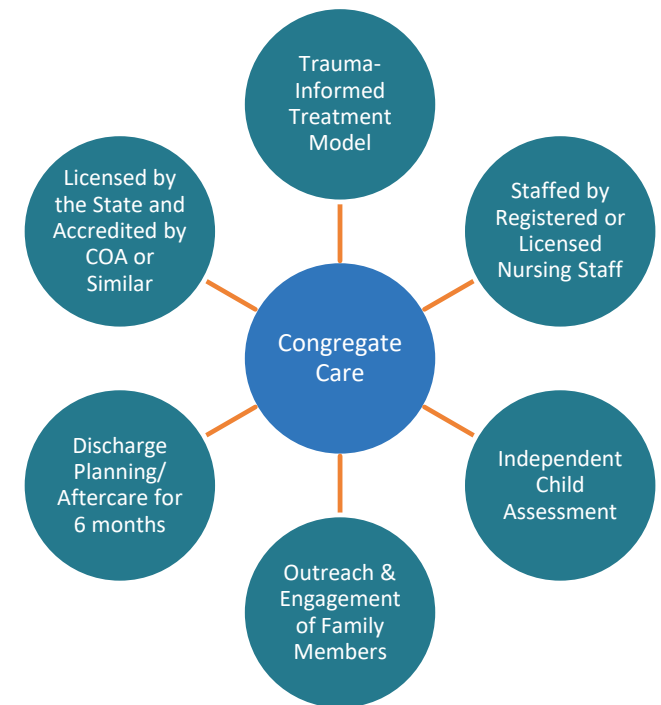 Trauma-
Informed
Treatment
Model
Licensed by
the State and
Accredited by
COA or
Similar
Staffed by
Registered or
Licensed
Nursing Staff
Congregate
Care
Discharge
Planning/
Aftercare for
6 months
Independent
Child
Assessment
Outreach &
Engagement
of Family
Members